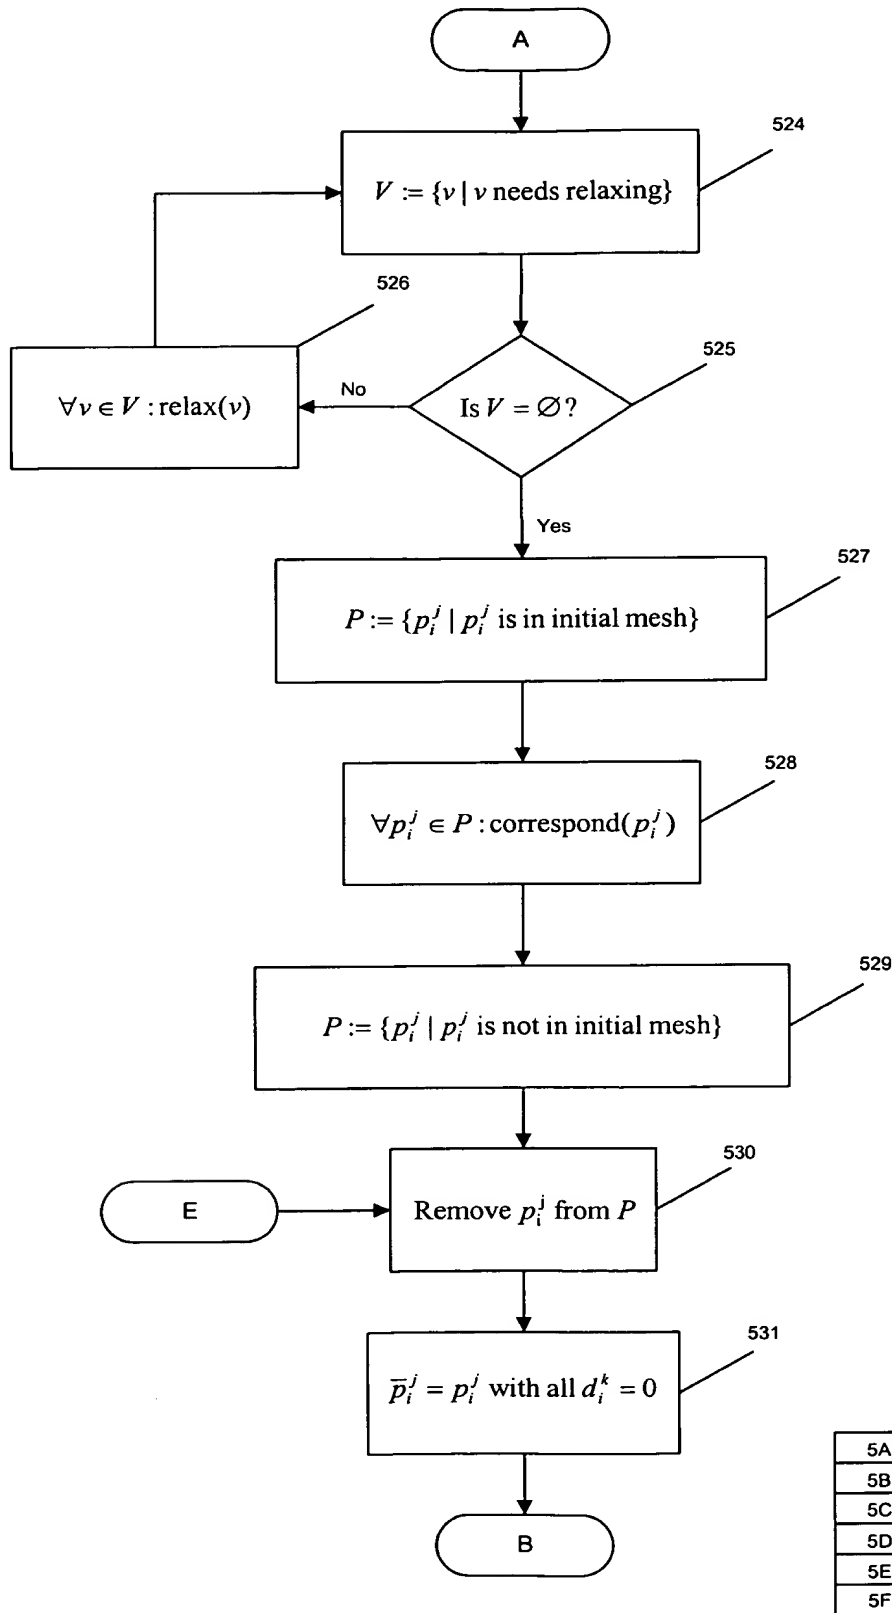 A
524
V := {v | v needs relaxing}
526
525
∀v ∈ V : relax(v)
No
Is V = ∅?
Yes
527
P := {p_i^j | p_i^j is in initial mesh}
528
∀p_i^j ∈ P : correspond(p_i^j)
529
P := {p_i^j | p_i^j is not in initial mesh}
530
E
Remove p_i^j from P
531
p̅_i^j = p_i^j with all d_i^k = 0
B
5A
5B
5C
5D
5E
5F